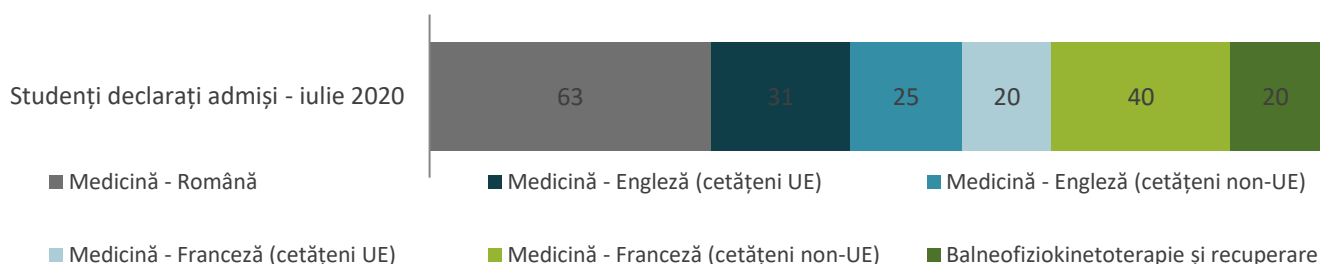 Studenți declarați admiși - iulie 2020
63 31 25 20 40 20
Medicină - Română
Medicină - Engleză (cetățeni UE)
Medicină - Engleză (cetățeni non-UE)
Medicină - Franceză (cetățeni UE)
Medicină - Franceză (cetățeni non-UE)
Balneofiziokinetoterapie și recuperare